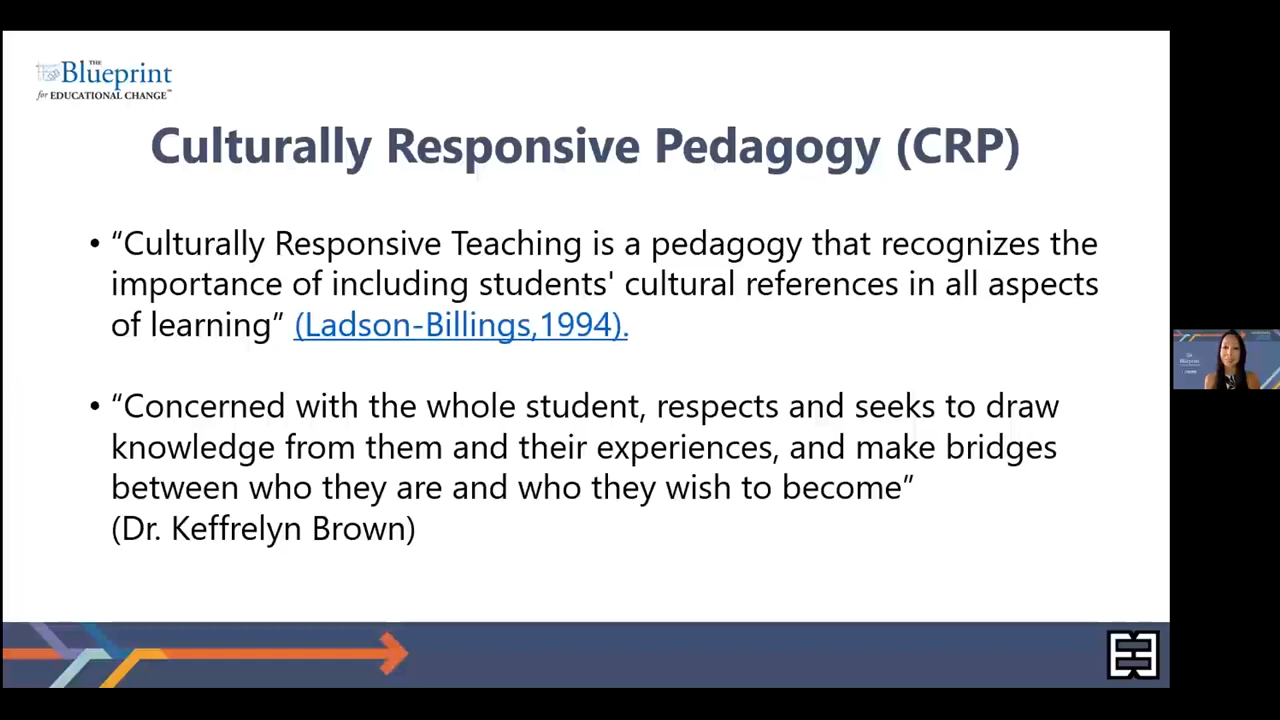 THE
Blueprint
for EDUCATIONAL CHANGE™
Culturally Responsive Pedagogy (CRP)
• “Culturally Responsive Teaching is a pedagogy that recognizes the
importance of including students' cultural references in all aspects
of learning” (Ladson-Billings,1994).
• “Concerned with the whole student, respects and seeks to draw
knowledge from them and their experiences, and make bridges
between who they are and who they wish to become”
(Dr. Keffrelyn Brown)